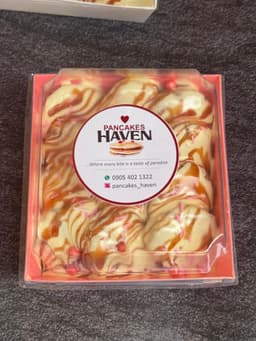 PANCAKES
HAVEN
...Where every bite is a taste of paradise
0905 402 1322
pancakes_haven